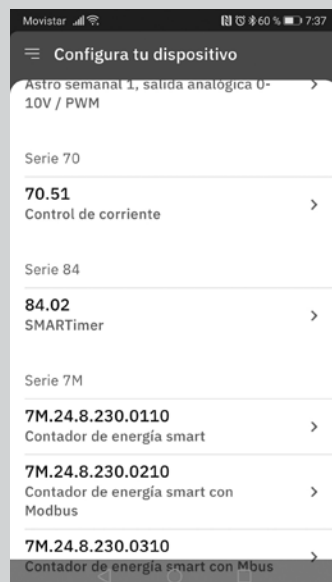 Movistar 60 % 7:37
Configura tu dispositivo
Astro semanal 1, salida analógica 0-
10V / PWM
Serie 70
70.51
Control de corriente
Serie 84
84.02
SMARTimer
Serie 7M
7M.24.8.230.0110
Contador de energía smart
7M.24.8.230.0210
Contador de energía smart con
Modbus
7M.24.8.230.0310
Contador de energía smart con Mbus